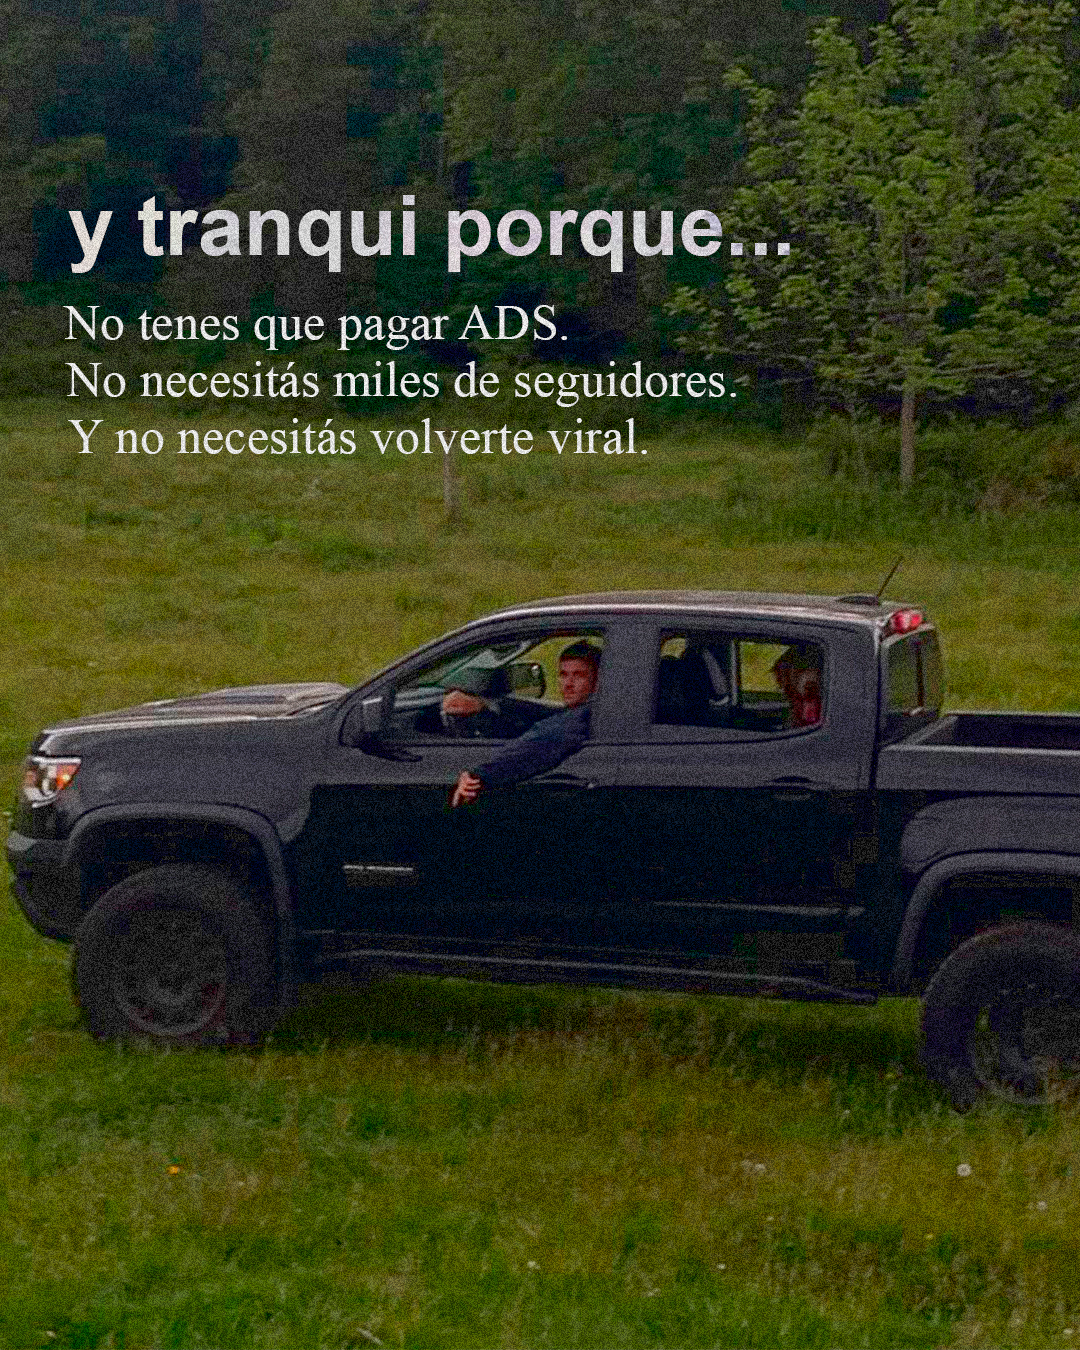 y tranqui porque...
No tenes que pagar ADS.
No necesitás miles de seguidores.
Y no necesitás volverte viral.